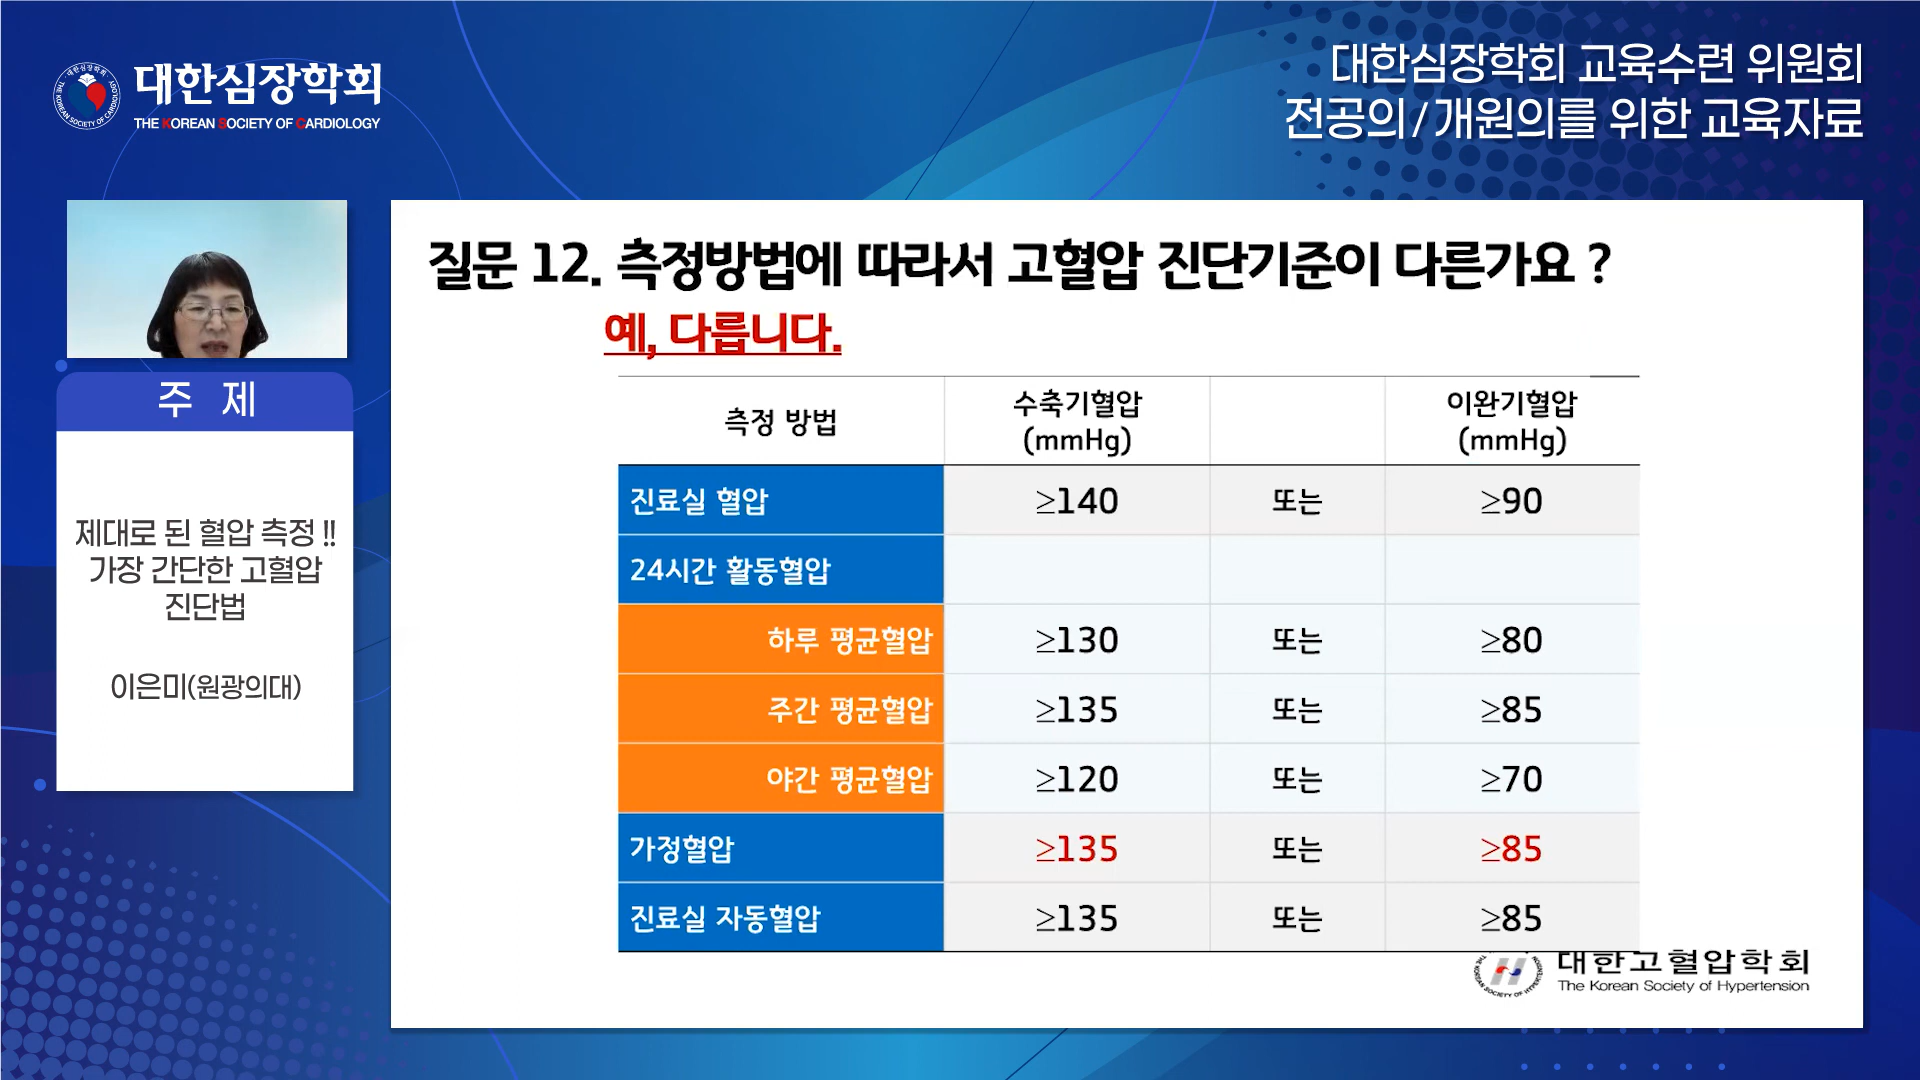 대한심장학회
THE KOREAN SOCIETY OF CARDIOLOGY
대한심장학회 교육수련 위원회
전공의/개원의를 위한 교육자료
주 제
제대로 된 혈압 측정 !!
가장 간단한 고혈압
진단법
이은미(원광의대)
질문 12. 측정방법에 따라서 고혈압 진단기준이 다른가요 ?
예, 다릅니다.
측정 방법 수축기혈압 (mmHg) 이완기혈압 (mmHg)
진료실 혈압 ≥140 또는 ≥90
24시간 활동혈압
하루 평균혈압 ≥130 또는 ≥80
주간 평균혈압 ≥135 또는 ≥85
야간 평균혈압 ≥120 또는 ≥70
가정혈압 ≥135 또는 ≥85
진료실 자동혈압 ≥135 또는 ≥85
대한고혈압학회
The Korean Society of Hypertension